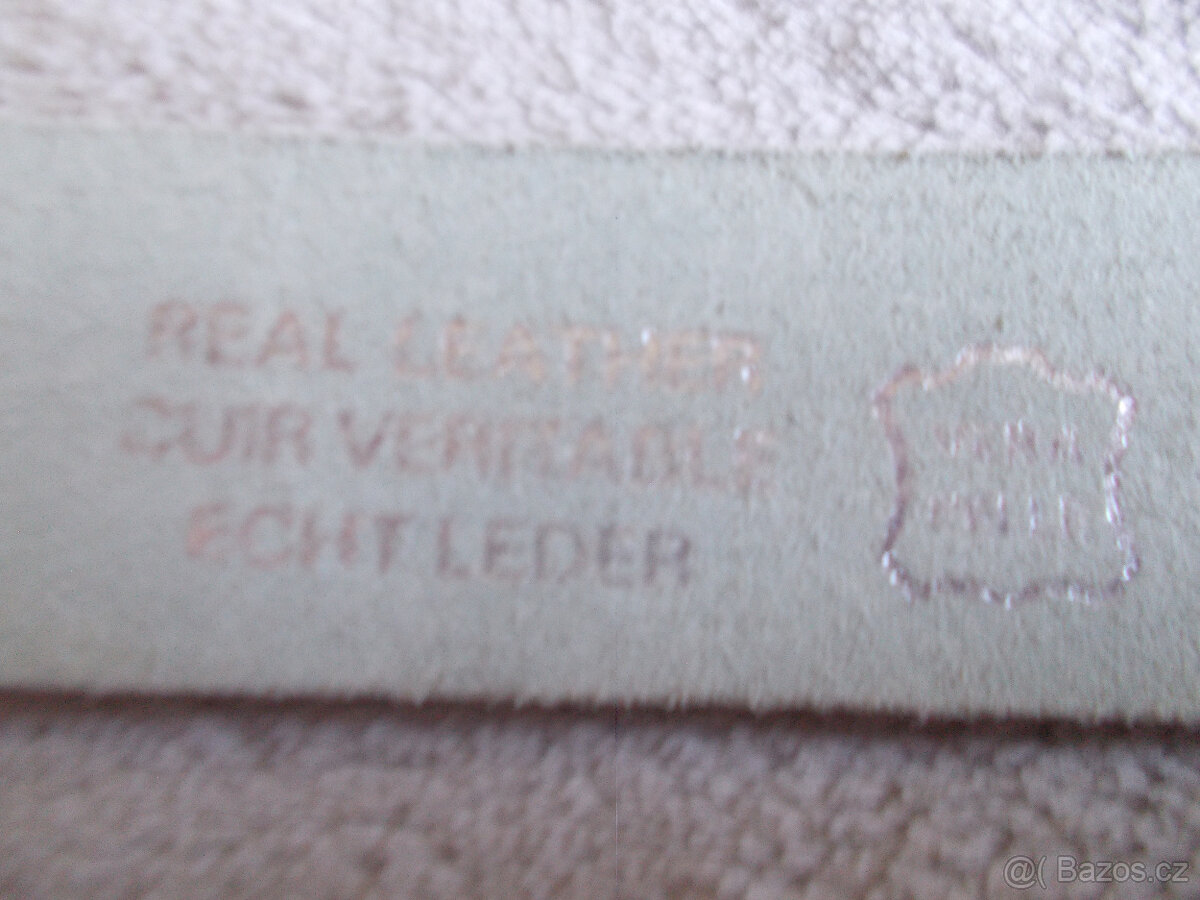 REAL LEATHER
CUIR VERITABLE
ECHT LEDER
@( Bazos.cz